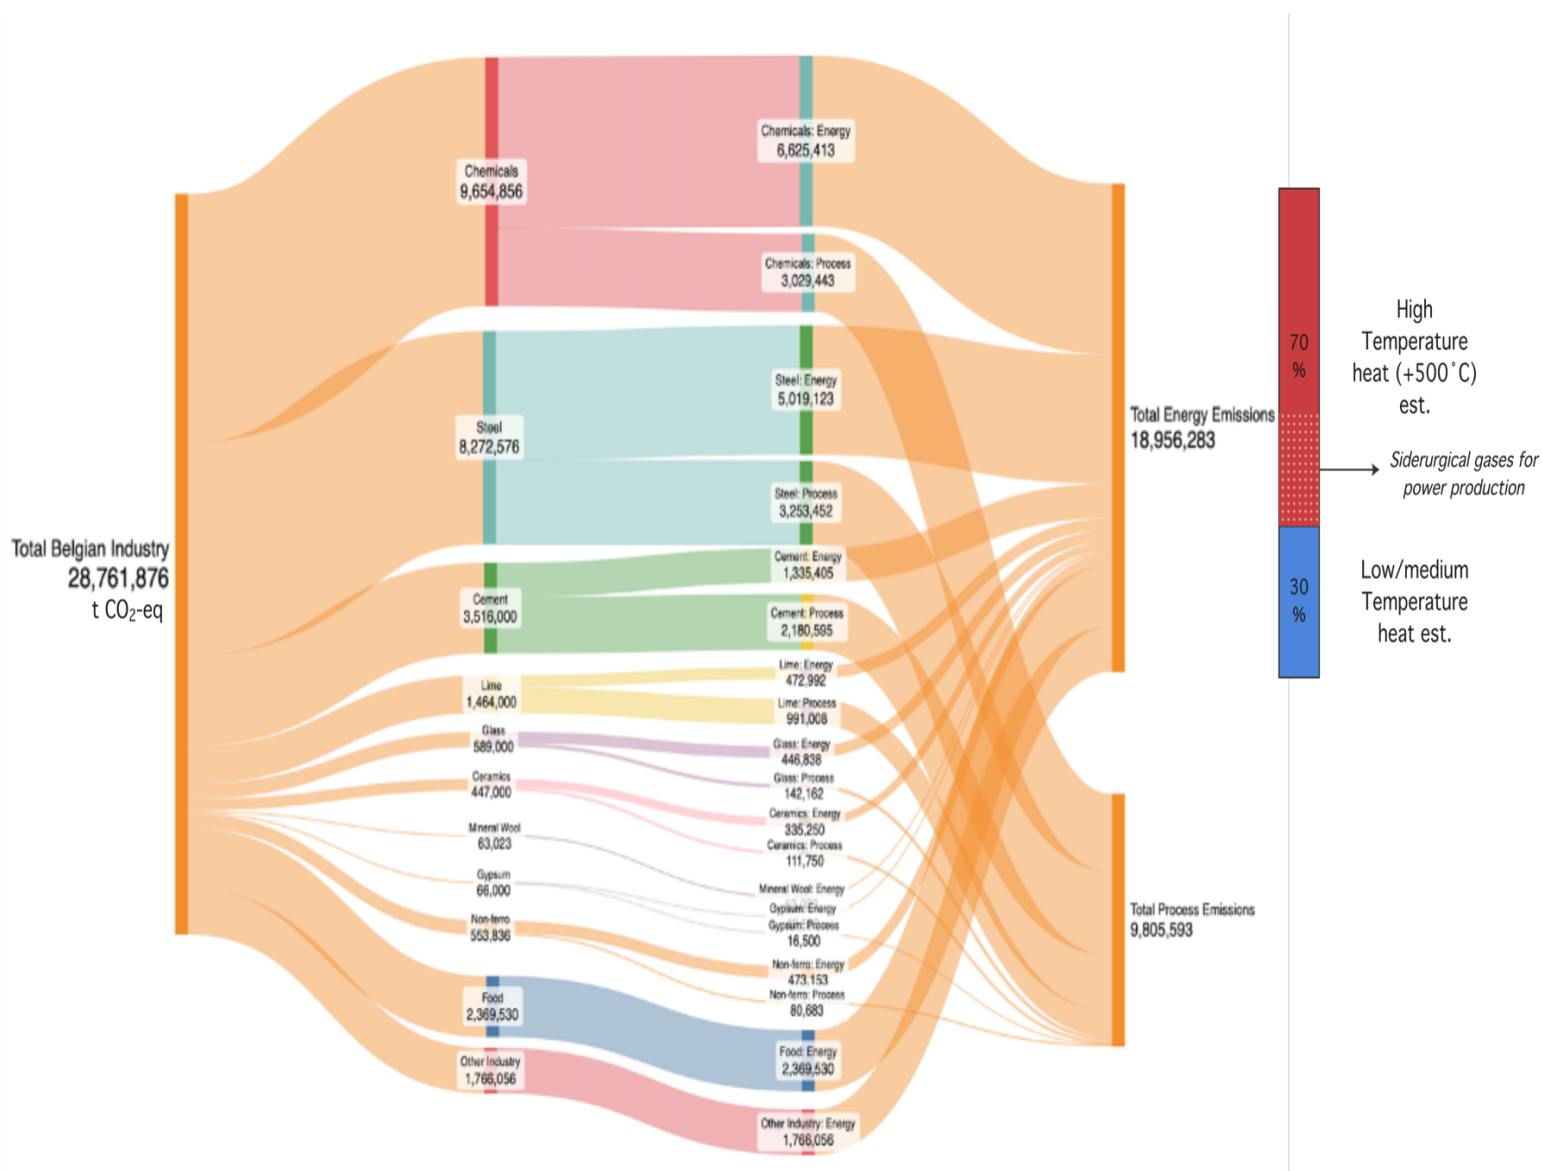 Total Belgian Industry
28,761,876
t CO₂-eq
Chemicals
9,654,856
Steel
8,272,576
Cement
3,516,000
Lime
1,464,000
Glass
589,000
Ceramics
447,000
Mineral Wool
63,023
Gypsum
66,000
Non-ferro
553,836
Food
2,369,530
Other Industry
1,766,056
Chemicals: Energy
6,625,413
Chemicals: Process
3,029,443
Steel: Energy
5,019,123
Steel: Process
3,253,452
Cement: Energy
1,335,405
Cement: Process
2,180,595
Lime: Energy
472,992
Lime: Process
991,008
Glass: Energy
446,838
Glass: Process
142,162
Ceramics: Energy
335,250
Ceramics: Process
111,750
Mineral Wool: Energy
Gypsum: Energy
Gypsum: Process
16,500
Non-ferro: Energy
473,153
Non-ferro: Process
80,683
Food: Energy
2,369,530
Other Industry: Energy
1,766,056
Total Energy Emissions
18,956,283
Total Process Emissions
9,805,593
70
%
30
%
High
Temperature
heat (+500˚C)
est.
Siderurgical gases for
power production
Low/medium
Temperature
heat est.